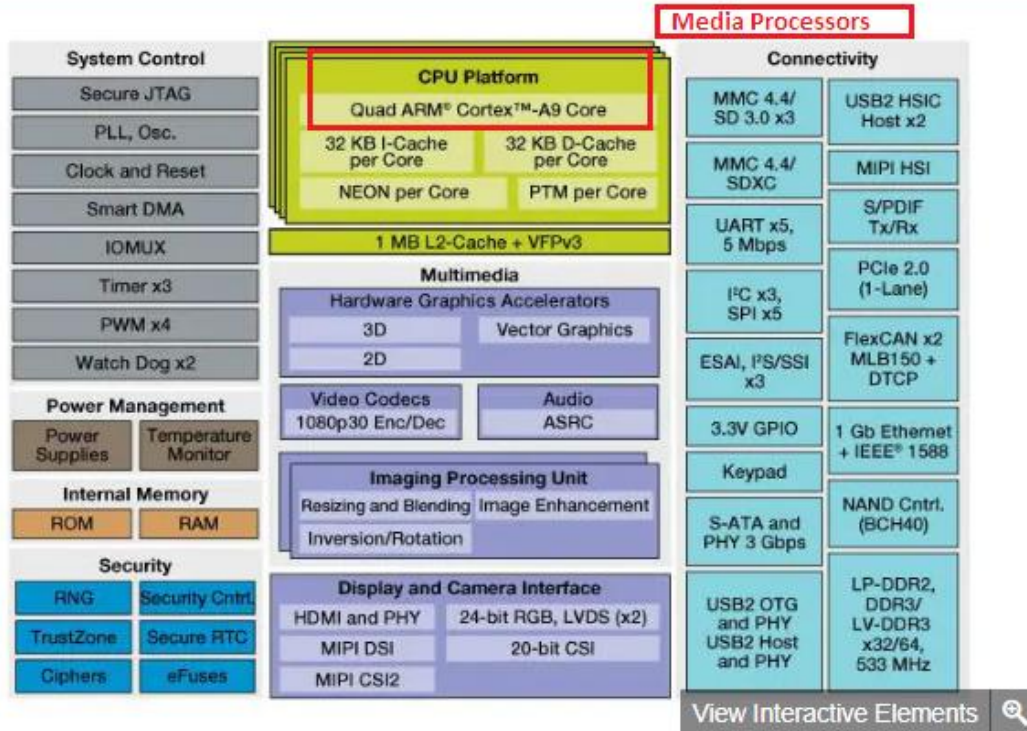 Media Processors
System Control
Secure JTAG
PLL, Osc.
Clock and Reset
Smart DMA
IOMUX
Timer x3
PWM x4
Watch Dog x2
Power Management
Power
Supplies
Temperature
Monitor
Internal Memory
ROM
RAM
Security
RNG
Security Cntrl.
TrustZone
Secure RTC
Ciphers
eFuses
CPU Platform
Quad ARM® Cortex™-A9 Core
32 KB I-Cache
per Core
32 KB D-Cache
per Core
NEON per Core
PTM per Core
1 MB L2-Cache + VFPv3
Multimedia
Hardware Graphics Accelerators
3D
Vector Graphics
2D
Video Codecs
1080p30 Enc/Dec
Audio
ASRC
Imaging Processing Unit
Resizing and Blending
Image Enhancement
Inversion/Rotation
Display and Camera Interface
HDMI and PHY
24-bit RGB, LVDS (x2)
MIPI DSI
20-bit CSI
MIPI CSI2
Connectivity
MMC 4.4/
SD 3.0 x3
MMC 4.4/
SDXC
UART x5,
5 Mbps
I²C x3,
SPI x5
ESAI, I²S/SSI
x3
3.3V GPIO
Keypad
S-ATA and
PHY 3 Gbps
USB2 OTG
and PHY
USB2 Host
and PHY
USB2 HSIC
Host x2
MIPI HSI
S/PDIF
Tx/Rx
PCIe 2.0
(1-Lane)
FlexCAN x2
MLB150 +
DTCP
1 Gb Ethernet
+ IEEE® 1588
NAND Cntrl.
(BCH40)
LP-DDR2,
DDR3/
LV-DDR3
x32/64,
533 MHz
View Interactive Elements